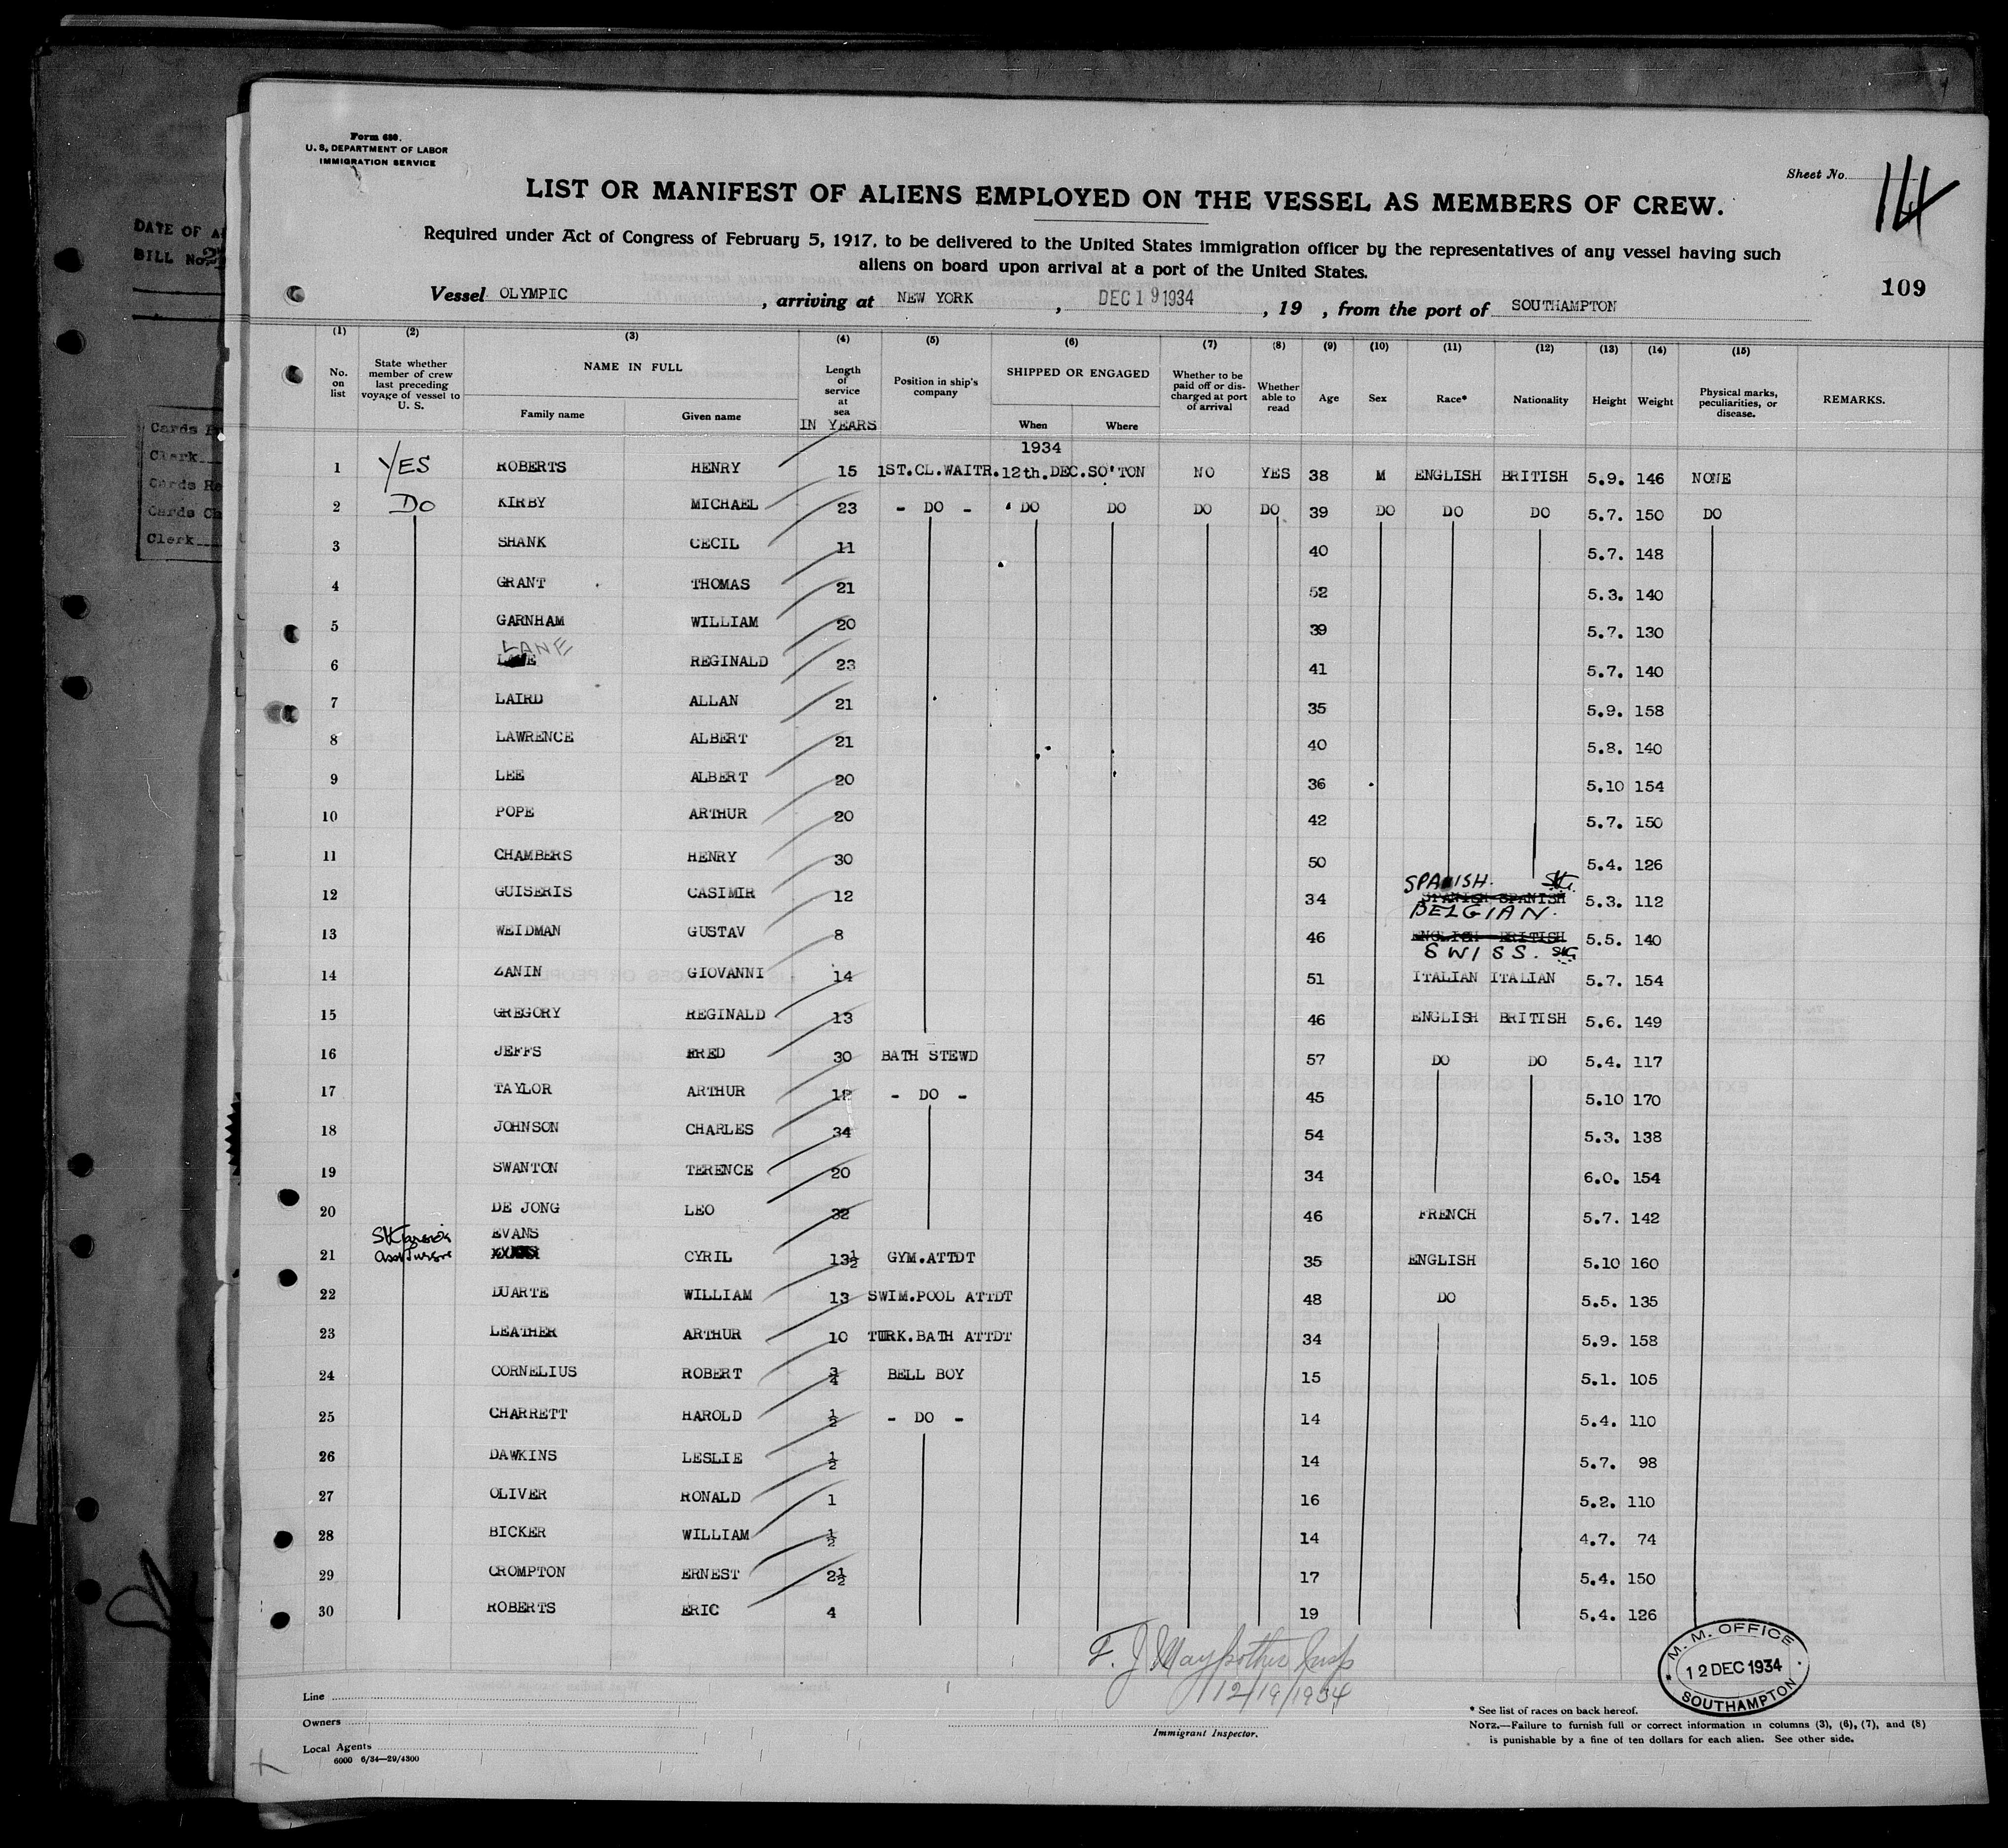 DATE OF A
BILL No. 2
Cards P
Clerk
Cards Re
Cards Ch
Clerk
Form 680.
U. S. DEPARTMENT OF LABOR
IMMIGRATION SERVICE
Sheet No. 14
LIST OR MANIFEST OF ALIENS EMPLOYED ON THE VESSEL AS MEMBERS OF CREW.
Required under Act of Congress of February 5, 1917, to be delivered to the United States immigration officer by the representatives of any vessel having such
aliens on board upon arrival at a port of the United States.
109
Vessel OLYMPIC, arriving at NEW YORK, DEC 19 1934, 19 , from the port of SOUTHAMPTON
(1) (2) (3) (4) (5) (6) (7) (8) (9) (10) (11) (12) (13) (14) (15)
No. on list
State whether member of crew last preceding voyage of vessel to U. S.
NAME IN FULL
Family name Given name
Length of service at sea
IN YEARS
Position in ship's company
SHIPPED OR ENGAGED
When Where
Whether to be paid off or discharged at port of arrival
Whether able to read
Age Sex Race* Nationality Height Weight
Physical marks, peculiarities, or disease.
REMARKS.
1934
1 YES ROBERTS HENRY 15 1ST.CL.WAITR. 12th.DEC. SO'TON NO YES 38 M ENGLISH BRITISH 5.9. 146 NONE
2 DO KIRBY MICHAEL 23 - DO - DO DO DO DO 39 DO DO DO 5.7. 150 DO
3 SHANK CECIL 11 40 5.7. 148
4 GRANT THOMAS 21 52 5.3. 140
5 GARNHAM WILLIAM 20 39 5.7. 130
LANE
6 REGINALD 23 41 5.7. 140
7 LAIRD ALLAN 21 35 5.9. 158
8 LAWRENCE ALBERT 21 40 5.8. 140
9 LEE ALBERT 20 36 5.10 154
10 POPE ARTHUR 20 42 5.7. 150
11 CHAMBERS HENRY 30 50 5.4. 126
SPANISH.
12 GUISERIS CASIMIR 12 34 SPANISH SPANISH 5.3. 112
BELGIAN.
13 WEIDMAN GUSTAV 8 46 ENGLISH BRITISH 5.5. 140
SWISS.
14 ZANIN GIOVANNI 14 51 ITALIAN ITALIAN 5.7. 154
15 GREGORY REGINALD 13 46 ENGLISH BRITISH 5.6. 149
16 JEFFS FRED 30 BATH STEWD 57 DO DO 5.4. 117
17 TAYLOR ARTHUR 12 - DO - 45 5.10 170
18 JOHNSON CHARLES 34 54 5.3. 138
19 SWANTON TERENCE 20 34 6.0. 154
20 DE JONG LEO 32 46 FRENCH 5.7. 142
EVANS
21 CYRIL 13½ GYM.ATTDT 35 ENGLISH 5.10 160
22 DUARTE WILLIAM 13 SWIM.POOL ATTDT 48 DO 5.5. 135
23 LEATHER ARTHUR 10 TURK.BATH ATTDT 34 5.9. 158
24 CORNELIUS ROBERT ¾ BELL BOY 15 5.1. 105
25 CHARRETT HAROLD ½ - DO - 14 5.4. 110
26 DAWKINS LESLIE ½ 14 5.7. 98
27 OLIVER RONALD 1 16 5.2. 110
28 BICKER WILLIAM ½ 14 4.7. 74
29 CROMPTON ERNEST 2½ 17 5.4. 150
30 ROBERTS ERIC 4 19 5.4. 126
F. J. Maypother Insp
12/19/1934
M. M. OFFICE
12 DEC 1934
SOUTHAMPTON
Line
Owners
Local Agents
6000 6/34—29/4300
Immigrant Inspector.
* See list of races on back hereof.
NOTE.—Failure to furnish full or correct information in columns (3), (6), (7), and (8)
is punishable by a fine of ten dollars for each alien. See other side.